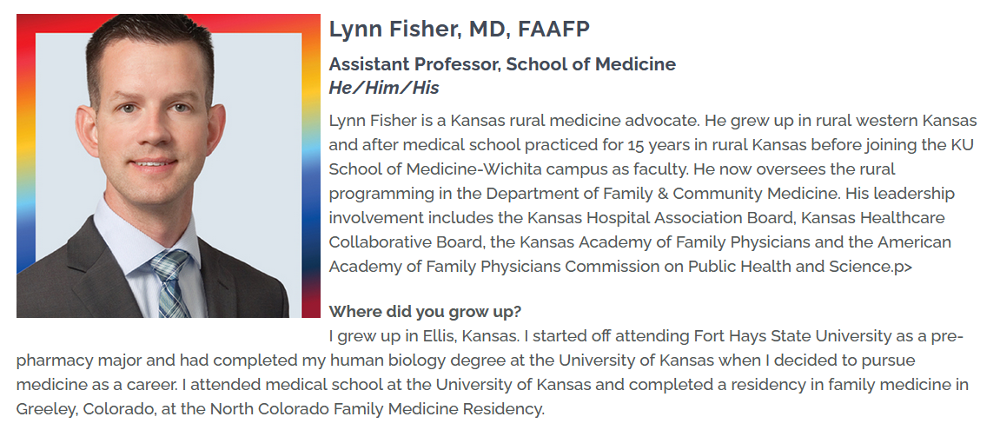 Lynn Fisher, MD, FAAFP
Assistant Professor, School of Medicine
He/Him/His
Lynn Fisher is a Kansas rural medicine advocate. He grew up in rural western Kansas
and after medical school practiced for 15 years in rural Kansas before joining the KU
School of Medicine-Wichita campus as faculty. He now oversees the rural
programming in the Department of Family & Community Medicine. His leadership
involvement includes the Kansas Hospital Association Board, Kansas Healthcare
Collaborative Board, the Kansas Academy of Family Physicians and the American
Academy of Family Physicians Commission on Public Health and Science.p>
Where did you grow up?
I grew up in Ellis, Kansas. I started off attending Fort Hays State University as a pre-
pharmacy major and had completed my human biology degree at the University of Kansas when I decided to pursue
medicine as a career. I attended medical school at the University of Kansas and completed a residency in family medicine in
Greeley, Colorado, at the North Colorado Family Medicine Residency.